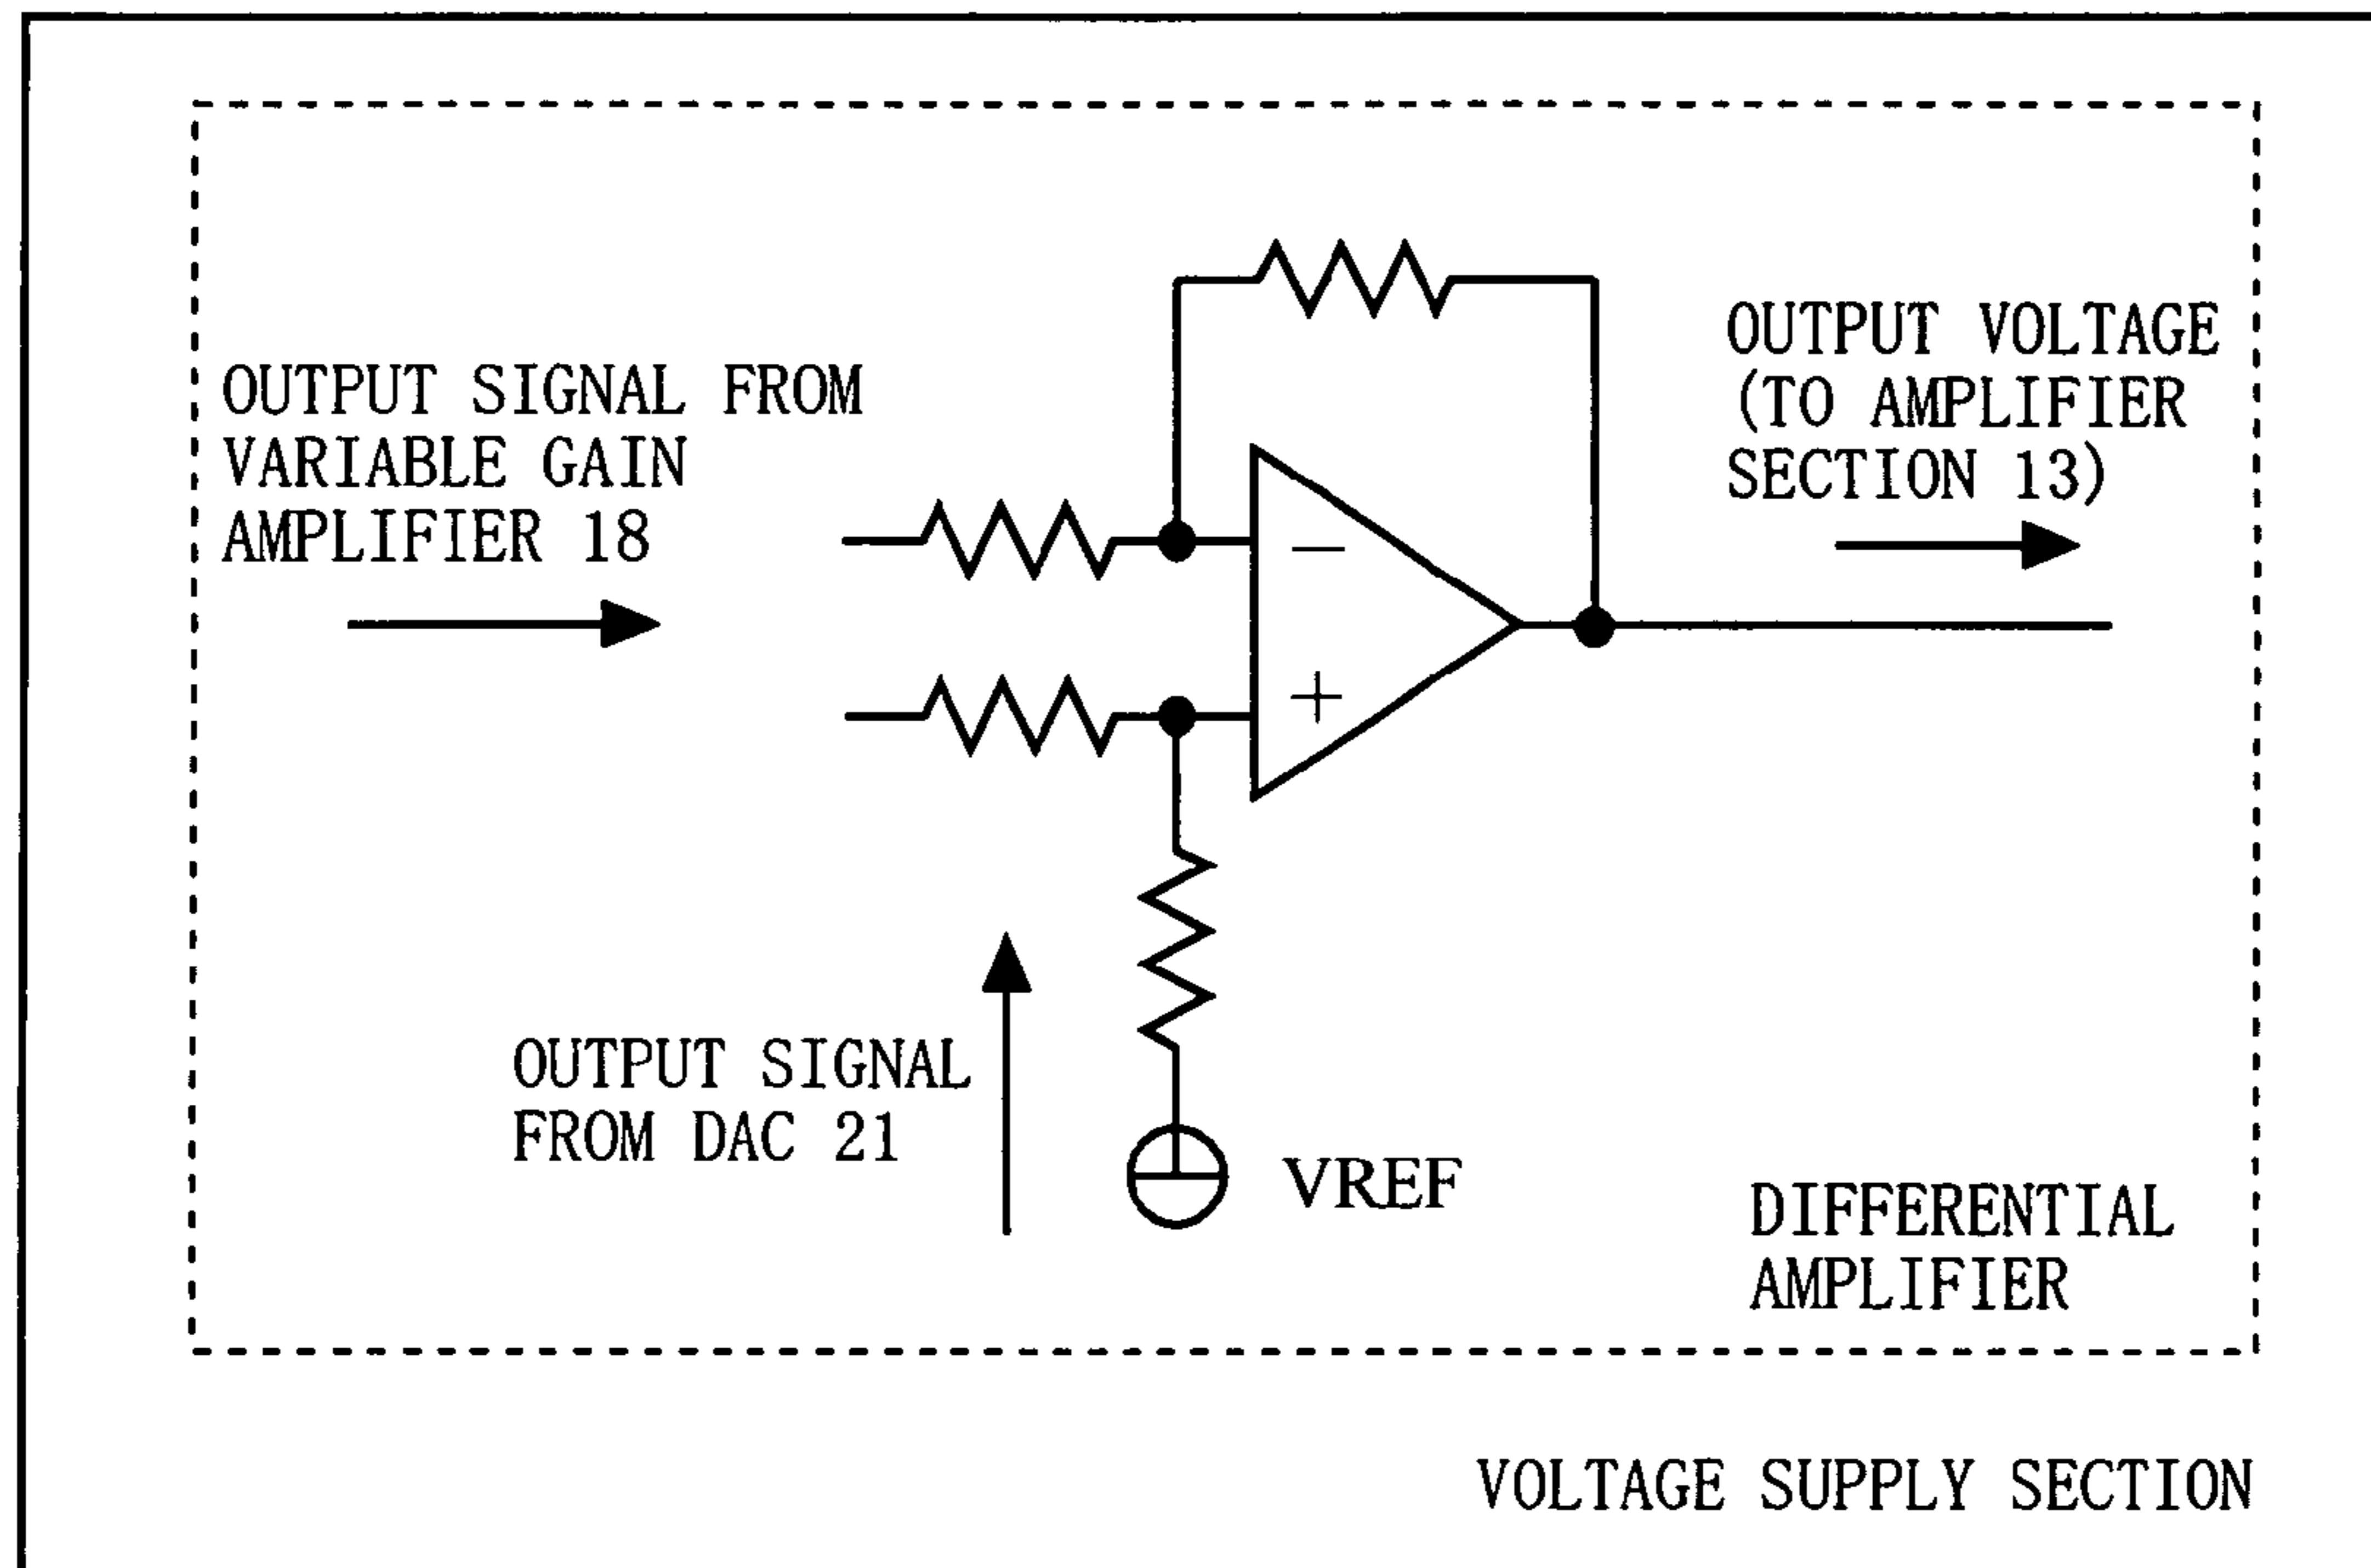 OUTPUT SIGNAL FROM
VARIABLE GAIN
AMPLIFIER 18
OUTPUT VOLTAGE
(TO AMPLIFIER
SECTION 13)
−
+
OUTPUT SIGNAL
FROM DAC 21
VREF
DIFFERENTIAL
AMPLIFIER
VOLTAGE SUPPLY SECTION